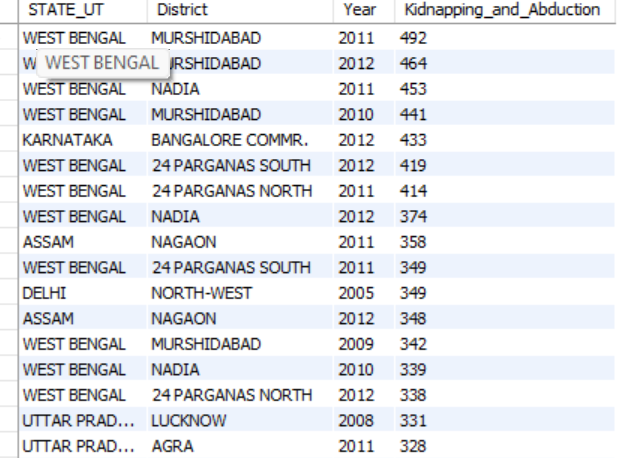 STATE_UT District Year Kidnapping_and_Abduction
WEST BENGAL MURSHIDABAD 2011 492
W WEST BENGAL RSHIDABAD 2012 464
WEST BENGAL NADIA 2011 453
WEST BENGAL MURSHIDABAD 2010 441
KARNATAKA BANGALORE COMMR. 2012 433
WEST BENGAL 24 PARGANAS SOUTH 2012 419
WEST BENGAL 24 PARGANAS NORTH 2011 414
WEST BENGAL NADIA 2012 374
ASSAM NAGAON 2011 358
WEST BENGAL 24 PARGANAS SOUTH 2011 349
DELHI NORTH-WEST 2005 349
ASSAM NAGAON 2012 348
WEST BENGAL MURSHIDABAD 2009 342
WEST BENGAL NADIA 2010 339
WEST BENGAL 24 PARGANAS NORTH 2012 338
UTTAR PRAD... LUCKNOW 2008 331
UTTAR PRAD... AGRA 2011 328